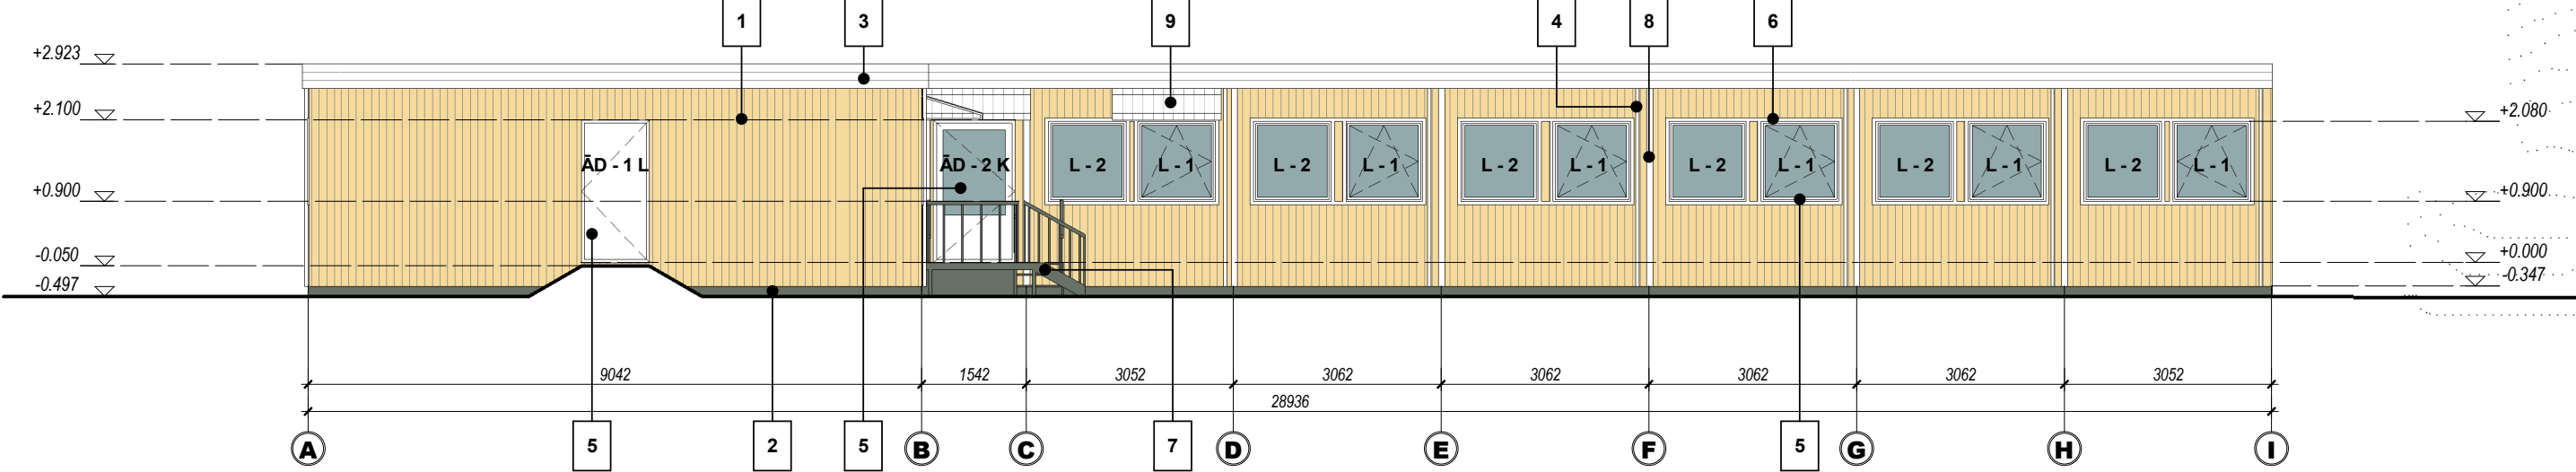 1 3 9 4 8 6
+2.923
+2.100 +2.080
ĀD - 1 L ĀD - 2 K L - 2 L - 1 L - 2 L - 1 L - 2 L - 1 L - 2 L - 1 L - 2 L - 1 L - 2 L - 1
+0.900 +0.900
-0.050 +0.000
-0.497 -0.347
9042 1542 3052 3062 3062 3062 3062 3052
28936
5 2 5 7 5
A B C D E F G H I